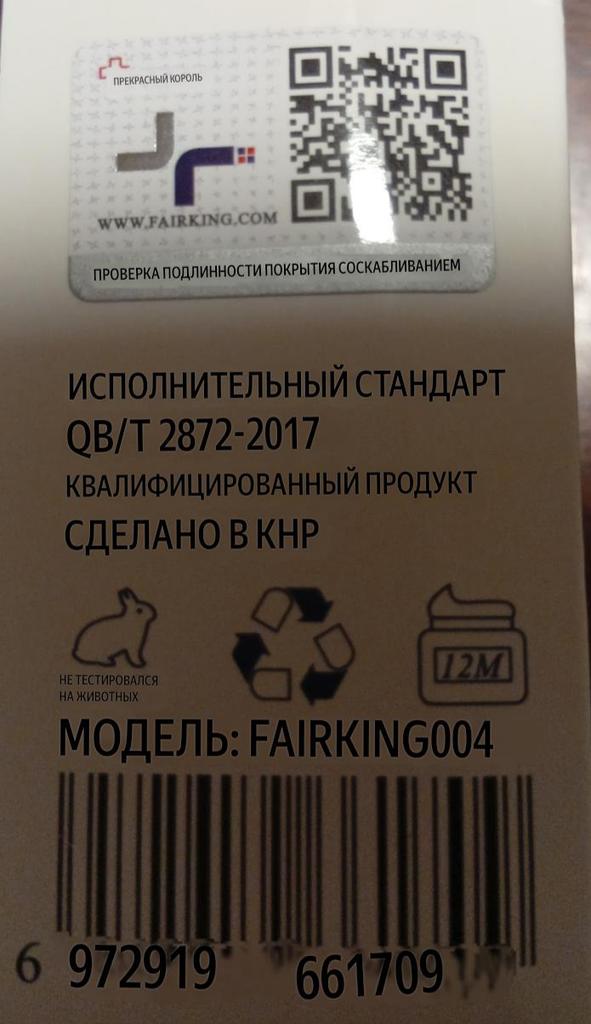 ПРЕКРАСНЫЙ КОРОЛЬ
WWW.FAIRKING.COM
ПРОВЕРКА ПОДЛИННОСТИ ПОКРЫТИЯ СОСКАБЛИВАНИЕМ
ИСПОЛНИТЕЛЬНЫЙ СТАНДАРТ
QB/T 2872-2017
КВАЛИФИЦИРОВАННЫЙ ПРОДУКТ
СДЕЛАНО В КНР
12M
НЕ ТЕСТИРОВАЛСЯ
НА ЖИВОТНЫХ
МОДЕЛЬ: FAIRKING004
6 972919 661709